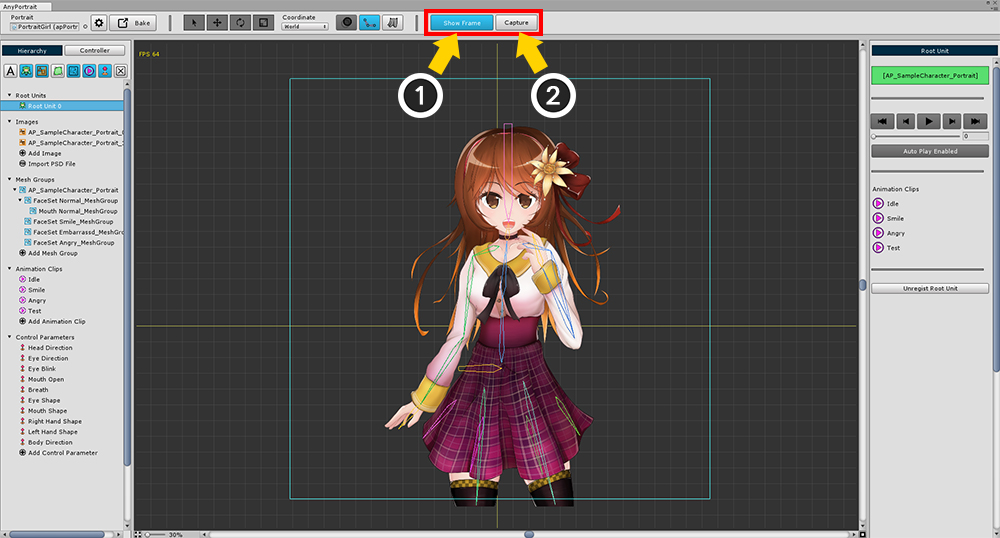 AnyPortrait
Portrait
PortraitGirl (apPortr
Bake
Coordinate
World
Show Frame
Capture
1
2
Hierarchy
Controller
A
Root Units
Root Unit 0
Images
AP_SampleCharacter_Portrait_
AP_SampleCharacter_Portrait_
Add Image
Import PSD File
Mesh Groups
AP_SampleCharacter_Portrait
FaceSet Normal_MeshGroup
Mouth Normal_MeshGroup
FaceSet Smile_MeshGroup
FaceSet Embarrassd_MeshGro
FaceSet Angry_MeshGroup
Add Mesh Group
Animation Clips
Idle
Smile
Angry
Test
Add Animation Clip
Control Parameters
Head Direction
Eye Direction
Eye Blink
Mouth Open
Breath
Eye Shape
Mouth Shape
Right Hand Shape
Left Hand Shape
Body Direction
Add Control Parameter
FPS 64
30%
Root Unit
[AP_SampleCharacter_Portrait]
0
Auto Play Enabled
Animation Clips
Idle
Smile
Angry
Test
Unregist Root Unit